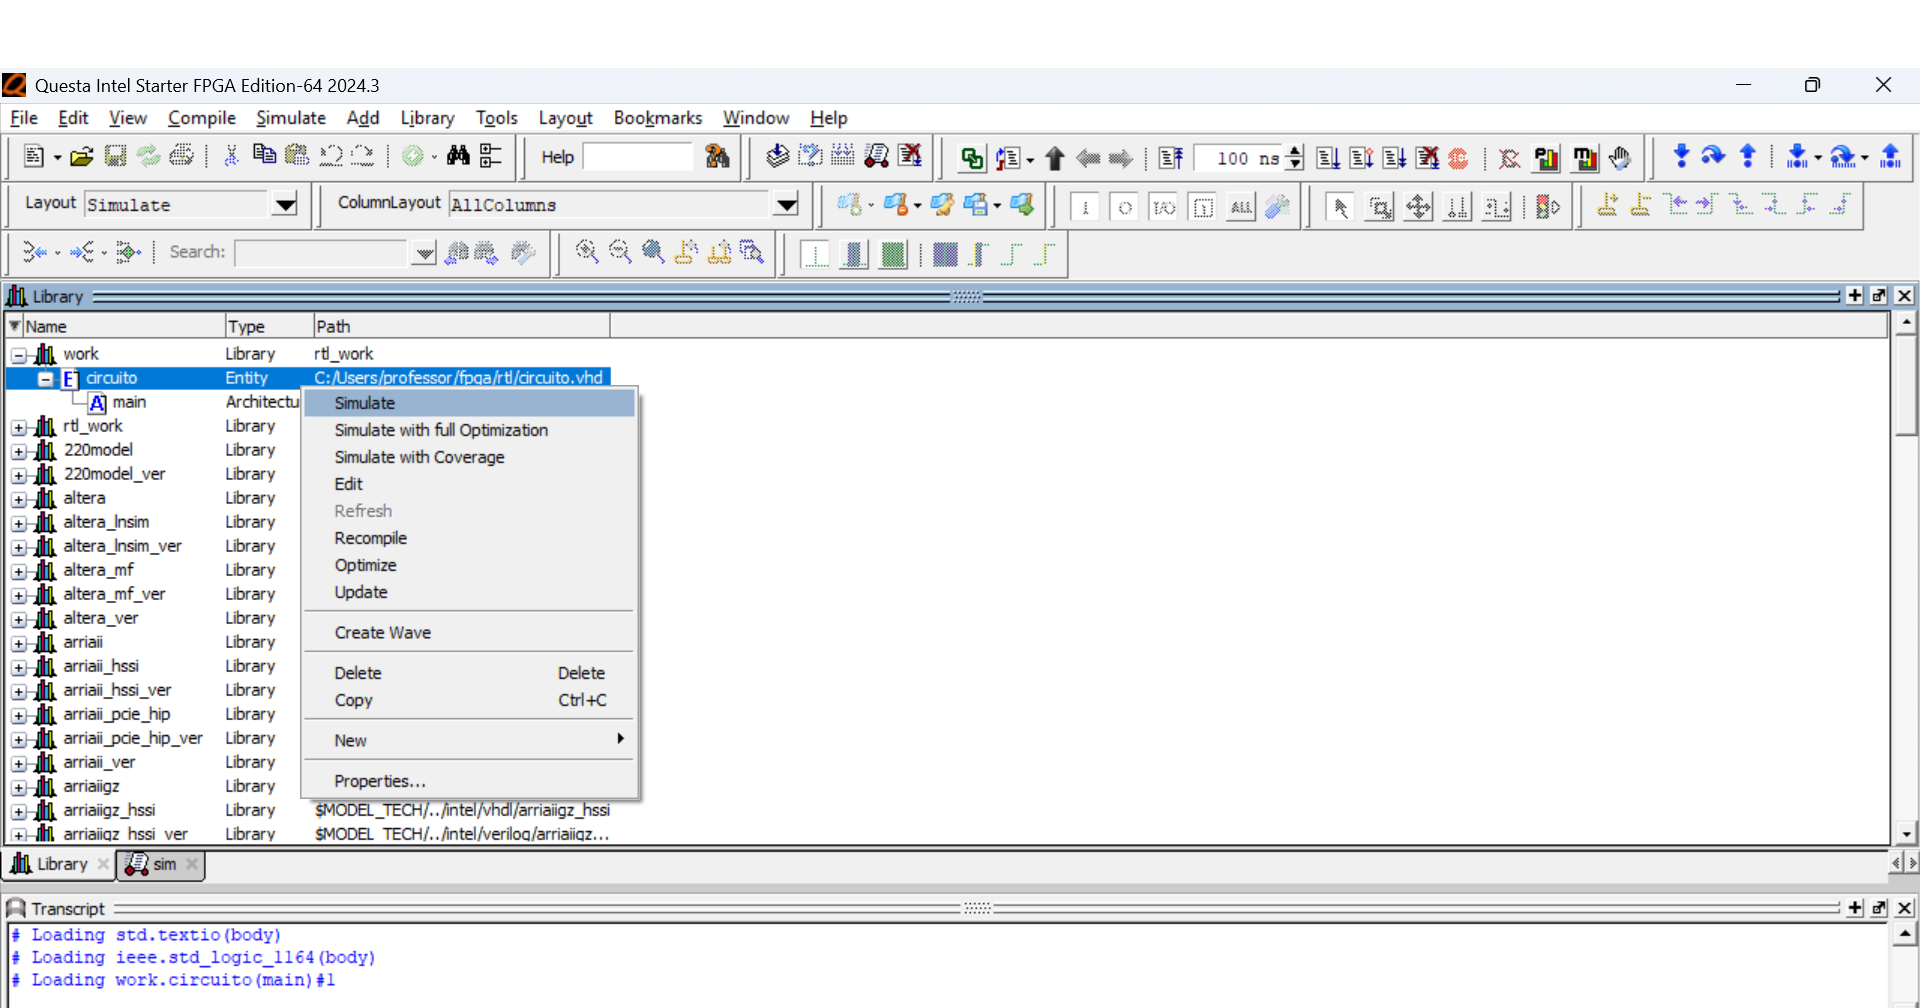 Questa Intel Starter FPGA Edition-64 2024.3
File Edit View Compile Simulate Add Library Tools Layout Bookmarks Window Help
Help 100 ns
Layout Simulate ColumnLayout AllColumns
Search:
Library
Name Type Path
work Library rtl_work
circuito Entity C:/Users/professor/fpga/rtl/circuito.vhd
main Architectu
rtl_work Library
220model Library
220model_ver Library
altera Library
altera_lnsim Library
altera_lnsim_ver Library
altera_mf Library
altera_mf_ver Library
altera_ver Library
arriaii Library
arriaii_hssi Library
arriaii_hssi_ver Library
arriaii_pcie_hip Library
arriaii_pcie_hip_ver Library
arriaii_ver Library
arriaiigz Library
arriaiigz_hssi Library $MODEL_TECH/../intel/vhdl/arriaiigz_hssi
arriaiigz_hssi_ver Library $MODEL_TECH/../intel/verilog/arriaiigz...
Simulate
Simulate with full Optimization
Simulate with Coverage
Edit
Refresh
Recompile
Optimize
Update
Create Wave
Delete Delete
Copy Ctrl+C
New
Properties...
Library sim
Transcript
# Loading std.textio(body)
# Loading ieee.std_logic_1164(body)
# Loading work.circuito(main)#1